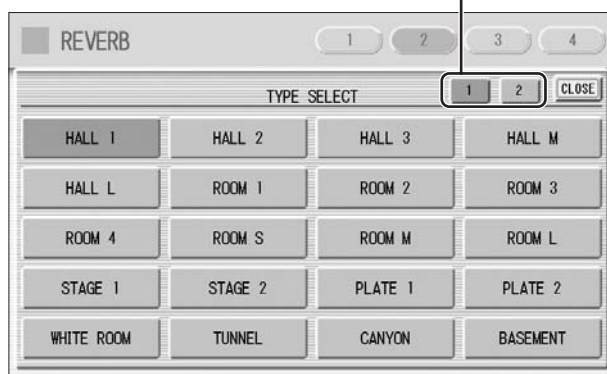 REVERB 1 2 3 4
TYPE SELECT 1 2 CLOSE
HALL 1 HALL 2 HALL 3 HALL M
HALL L ROOM 1 ROOM 2 ROOM 3
ROOM 4 ROOM S ROOM M ROOM L
STAGE 1 STAGE 2 PLATE 1 PLATE 2
WHITE ROOM TUNNEL CANYON BASEMENT